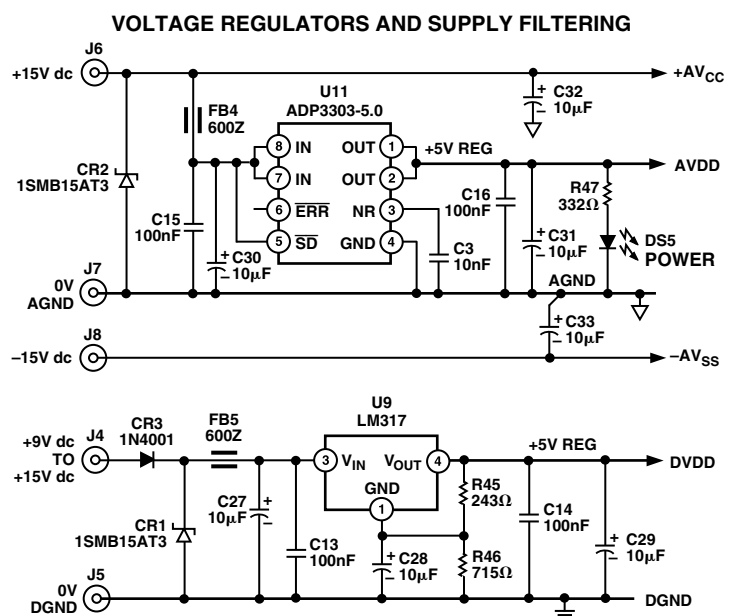 VOLTAGE REGULATORS AND SUPPLY FILTERING
J6
+15V dc
+AVCC
C32
10µF
+
–
U11
ADP3303-5.0
FB4
600Z
8 IN
OUT 1
+5V REG
7 IN
OUT 2
AVDD
6 ERR
NR 3
5 SD
GND 4
CR2
1SMB15AT3
C15
100nF
+
–
C30
10µF
C3
10nF
C16
100nF
+
–
C31
10µF
R47
332Ω
DS5
POWER
J7
0V
AGND
AGND
+
–
C33
10µF
J8
–15V dc
–AVSS
U9
LM317
CR3
1N4001
FB5
600Z
J4
+9V dc
TO
+15V dc
3 VIN
VOUT 4
GND
1
+5V REG
DVDD
CR1
1SMB15AT3
C27
10µF
+
–
C13
100nF
+
–
C28
10µF
R45
243Ω
R46
715Ω
C14
100nF
+
–
C29
10µF
J5
0V
DGND
DGND